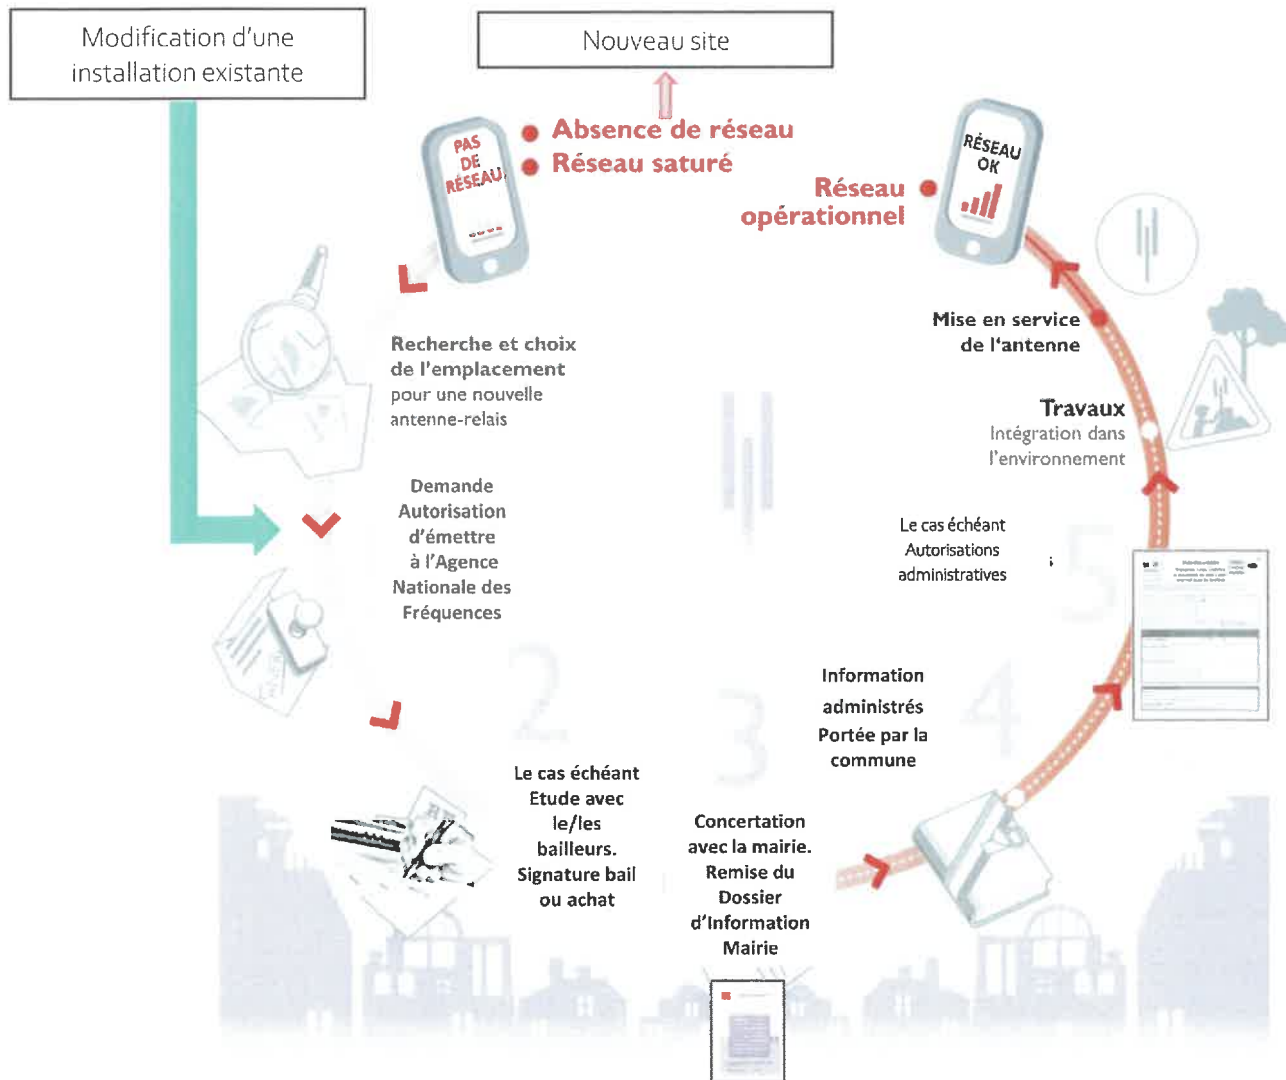 Modification d'une
installation existante
Nouveau site
Absence de réseau
Réseau saturé
PAS
DE
RÉSEAU
RÉSEAU
OK
Réseau
opérationnel
Recherche et choix
de l'emplacement
pour une nouvelle
antenne-relais
Mise en service
de l'antenne
Travaux
Intégration dans
l'environnement
Demande
Autorisation
d'émettre
à l'Agence
Nationale des
Fréquences
Le cas échéant
Autorisations
administratives
5
2
3
4
Information
administrés
Portée par la
commune
Le cas échéant
Etude avec
le/les
bailleurs.
Signature bail
ou achat
Concertation
avec la mairie.
Remise du
Dossier
d'Information
Mairie